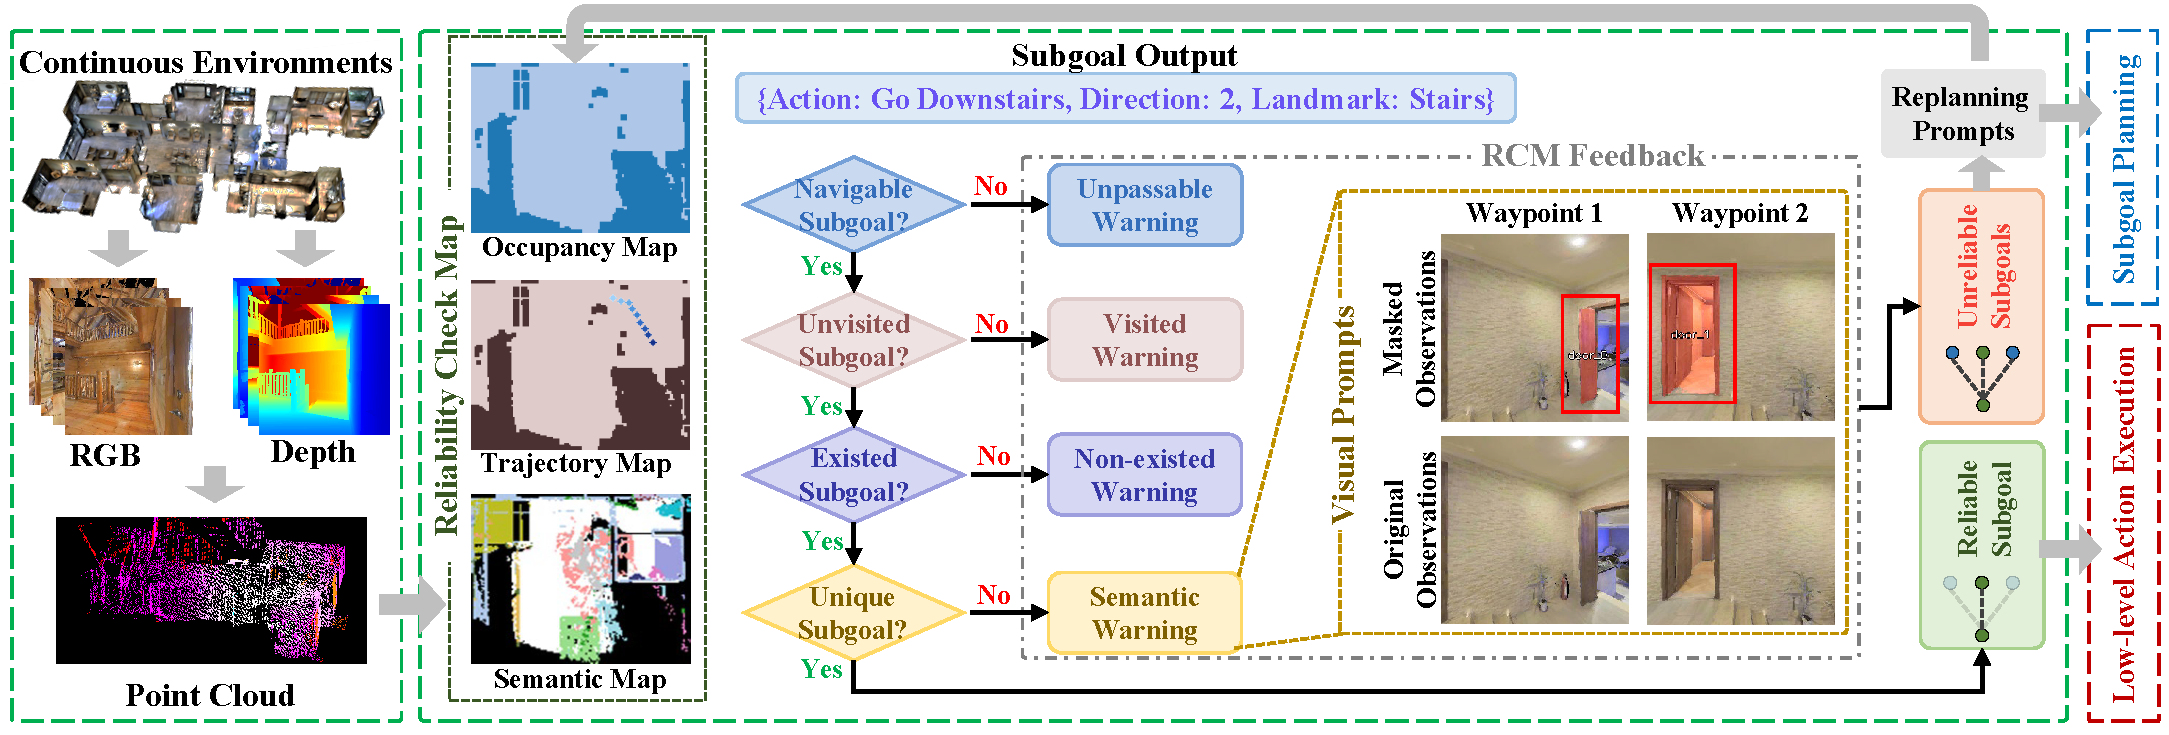 Continuous Environments
RGB
Depth
Point Cloud
Reliability Check Map
Occupancy Map
Trajectory Map
Semantic Map
Subgoal Output
{Action: Go Downstairs, Direction: 2, Landmark: Stairs}
Navigable
Subgoal?
No
Unpassable
Warning
Yes
Unvisited
Subgoal?
No
Visited
Warning
Yes
Existed
Subgoal?
No
Non-existed
Warning
Yes
Unique
Subgoal?
No
Semantic
Warning
Yes
RCM Feedback
Visual Prompts
Waypoint 1
Waypoint 2
Masked
Observations
door_1
Original
Observations
Replanning
Prompts
Unreliable
Subgoals
Reliable
Subgoal
Subgoal Planning
Low-level Action Execution